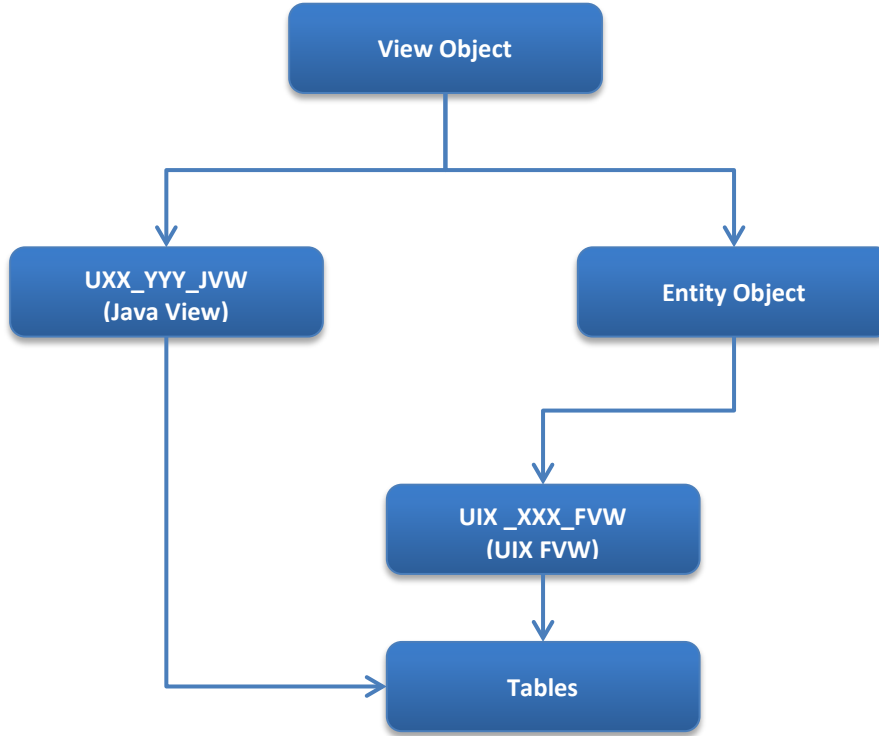 View Object
UXX_YYY_JVW
(Java View)
Entity Object
UIX _XXX_FVW
(UIX FVW)
Tables